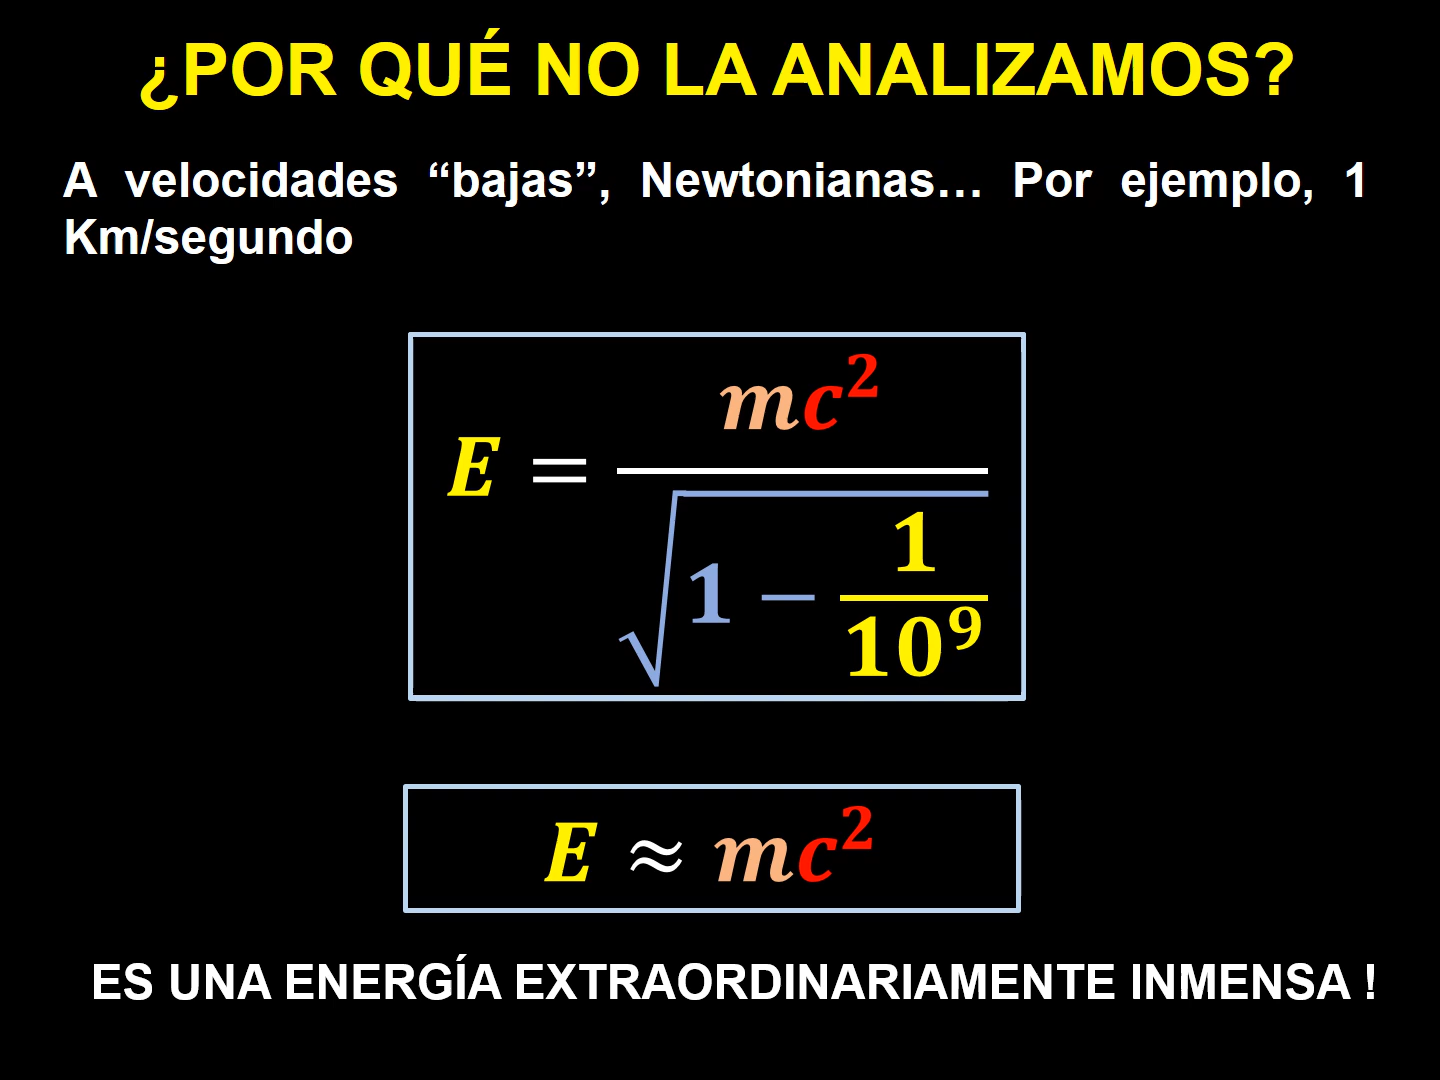 ¿POR QUÉ NO LA ANALIZAMOS?
A velocidades “bajas”, Newtonianas… Por ejemplo, 1
Km/segundo
E = mc² / √(1 − 1/10⁹)
E ≈ mc²
ES UNA ENERGÍA EXTRAORDINARIAMENTE INMENSA !